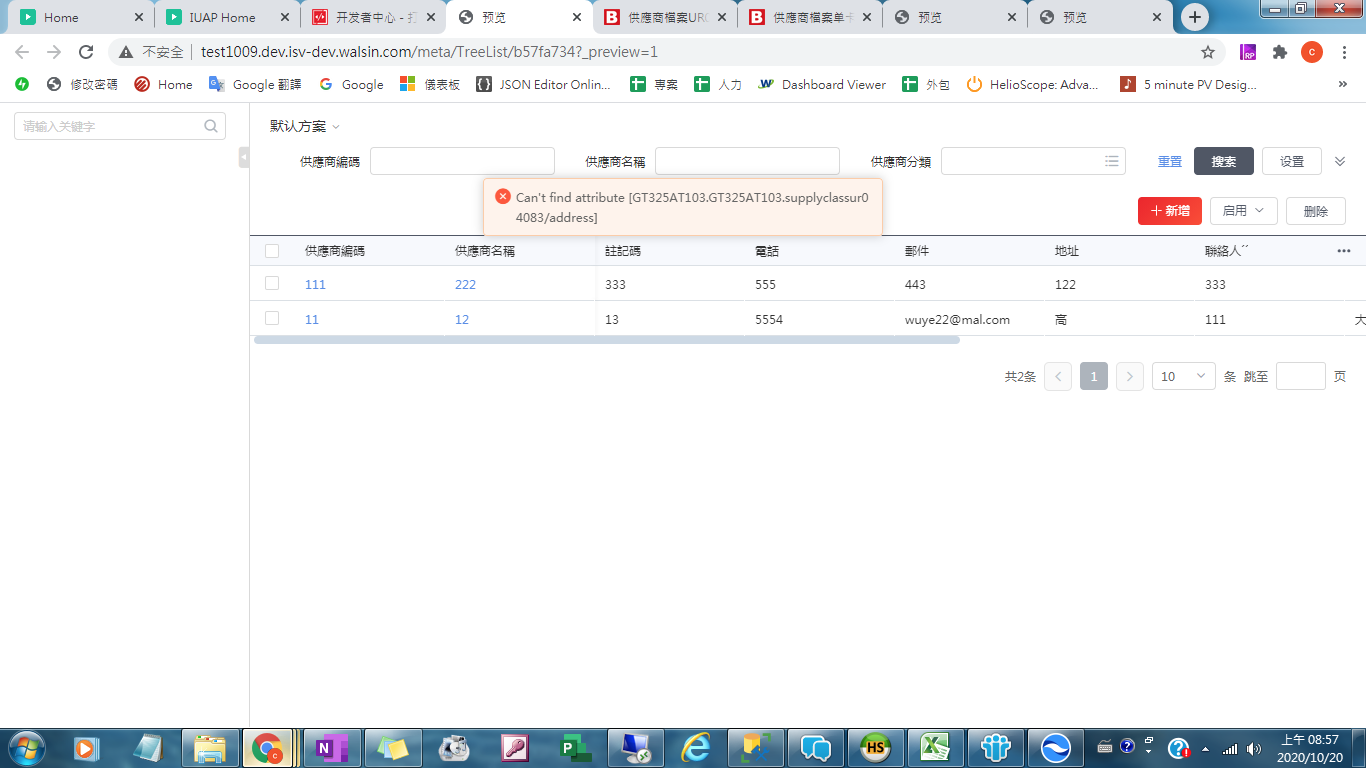 Home
IUAP Home
开发者中心 - 打
预览
供應商檔案URO
供應商檔案单卡
预览
预览
不安全
test1009.dev.isv-dev.walsin.com/meta/TreeList/b57fa734?_preview=1
修改密碼
Home
Google 翻譯
Google
儀表板
JSON Editor Onlin...
專案
人力
Dashboard Viewer
外包
HelioScope: Adva...
5 minute PV Desig...
请输入关键字
默认方案
供應商編碼
供應商名稱
供應商分類
重置
搜索
设置
Can't find attribute [GT325AT103.GT325AT103.supplyclassur0
4083/address]
新增
启用
删除
供應商編碼 供應商名稱 註記碼 電話 郵件 地址 聯絡人ˊˊ
111 222 333 555 443 122 333
11 12 13 5554 wuye22@mal.com 高 111 大
共2条 1 10 条 跳至 页
上午 08:57
2020/10/20